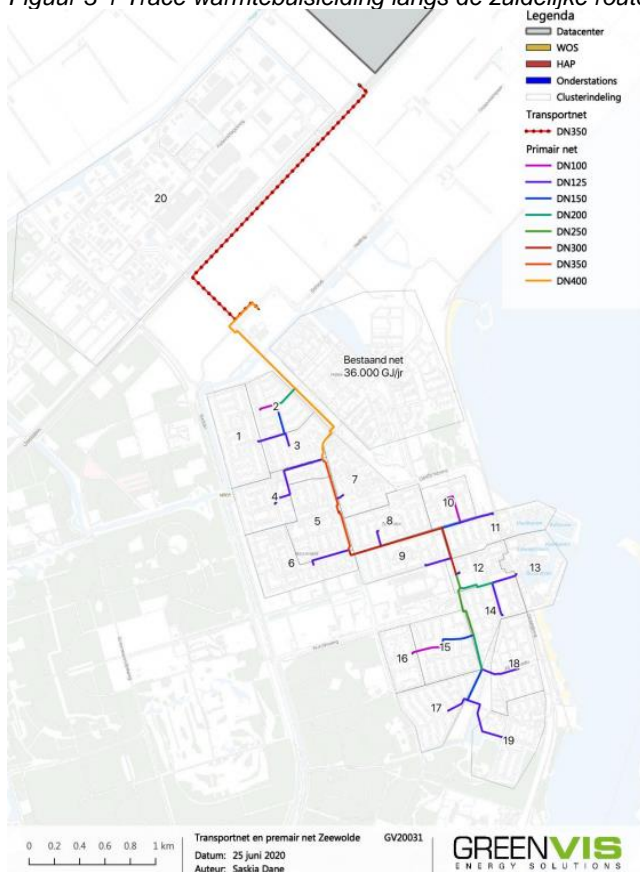 Figuur 3-1 Tracé warmtebuisleiding langs de zuidelijke route
Legenda
Datacenter
WOS
HAP
Onderstations
Clusterindeling
Transportnet
DN350
Primair net
DN100
DN125
DN150
DN200
DN250
DN300
DN350
DN400
20
Bestaand net
36.000 GJ/jr
2
1
3
7
4
10
5
8
11
6
9
12
13
14
15
16
18
17
19
0 0.2 0.4 0.6 0.8 1 km
Transportnet en premair net Zeewolde GV20031
Datum: 25 juni 2020
Auteur: Saskia Dane
GREENVIS
ENERGY SOLUTIONS